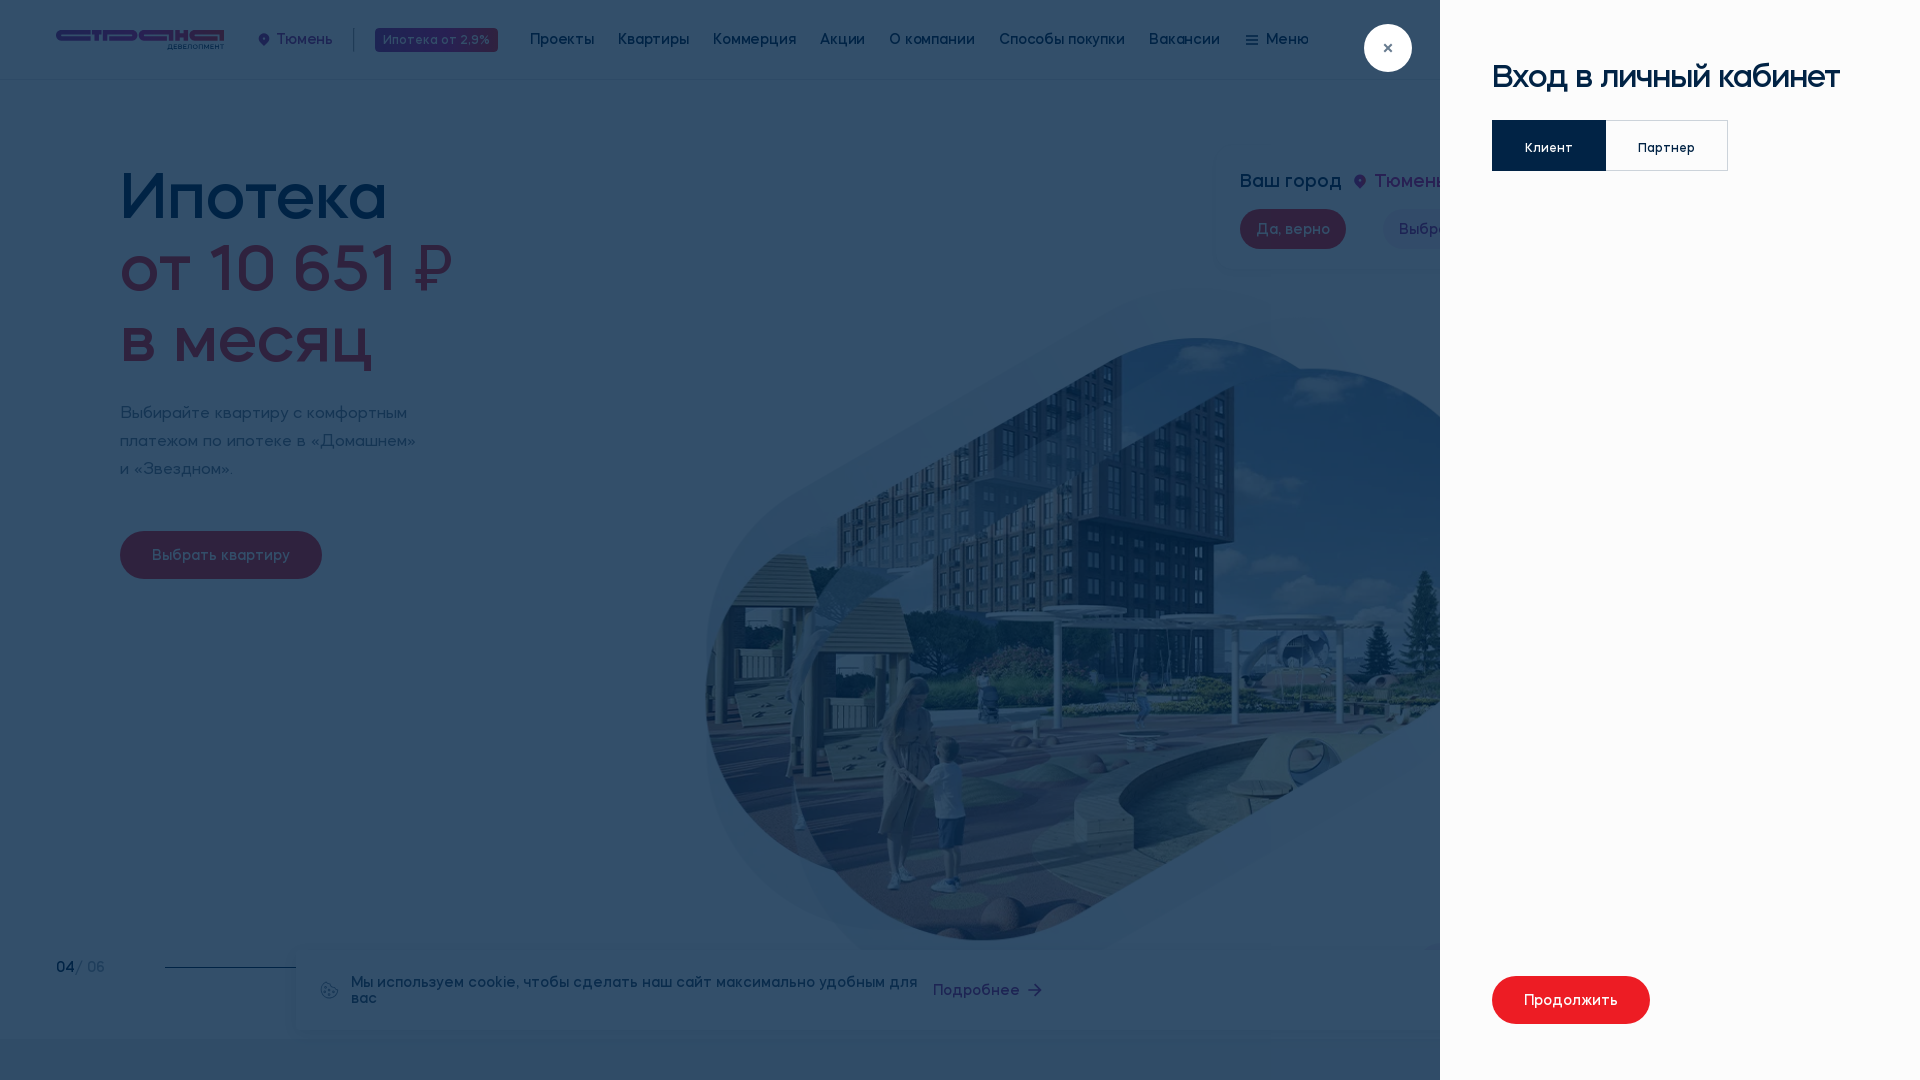 страна
ДЕВЕЛОПМЕНТ
Тюмень
Ипотека от 2,9%
Проекты
Квартиры
Коммерция
Акции
О компании
Способы покупки
Вакансии
Меню
Ипотека
от 10 651 ₽
в месяц
Выбирайте квартиру с комфортным
платежом по ипотеке в «Домашнем»
и «Звездном».
Выбрать квартиру
Ваш город
Тюмень
Да, верно
04 / 06
Мы используем cookie, чтобы сделать наш сайт максимально удобным для
вас
Подробнее
Вход в личный кабинет
Клиент
Партнер
Продолжить